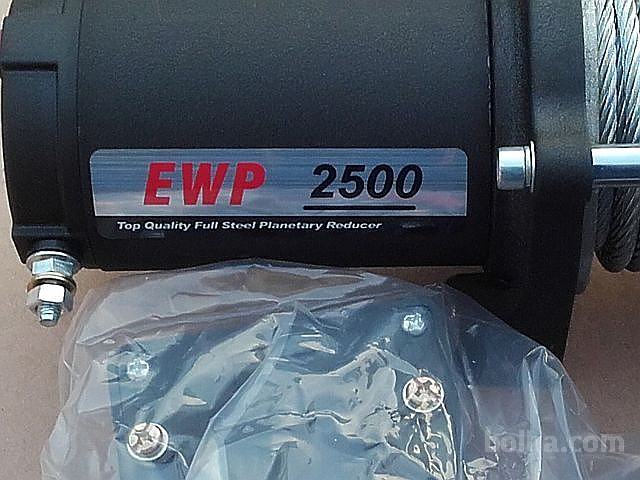 EWP 2500
Top Quality Full Steel Planetary Reducer
bolha.com